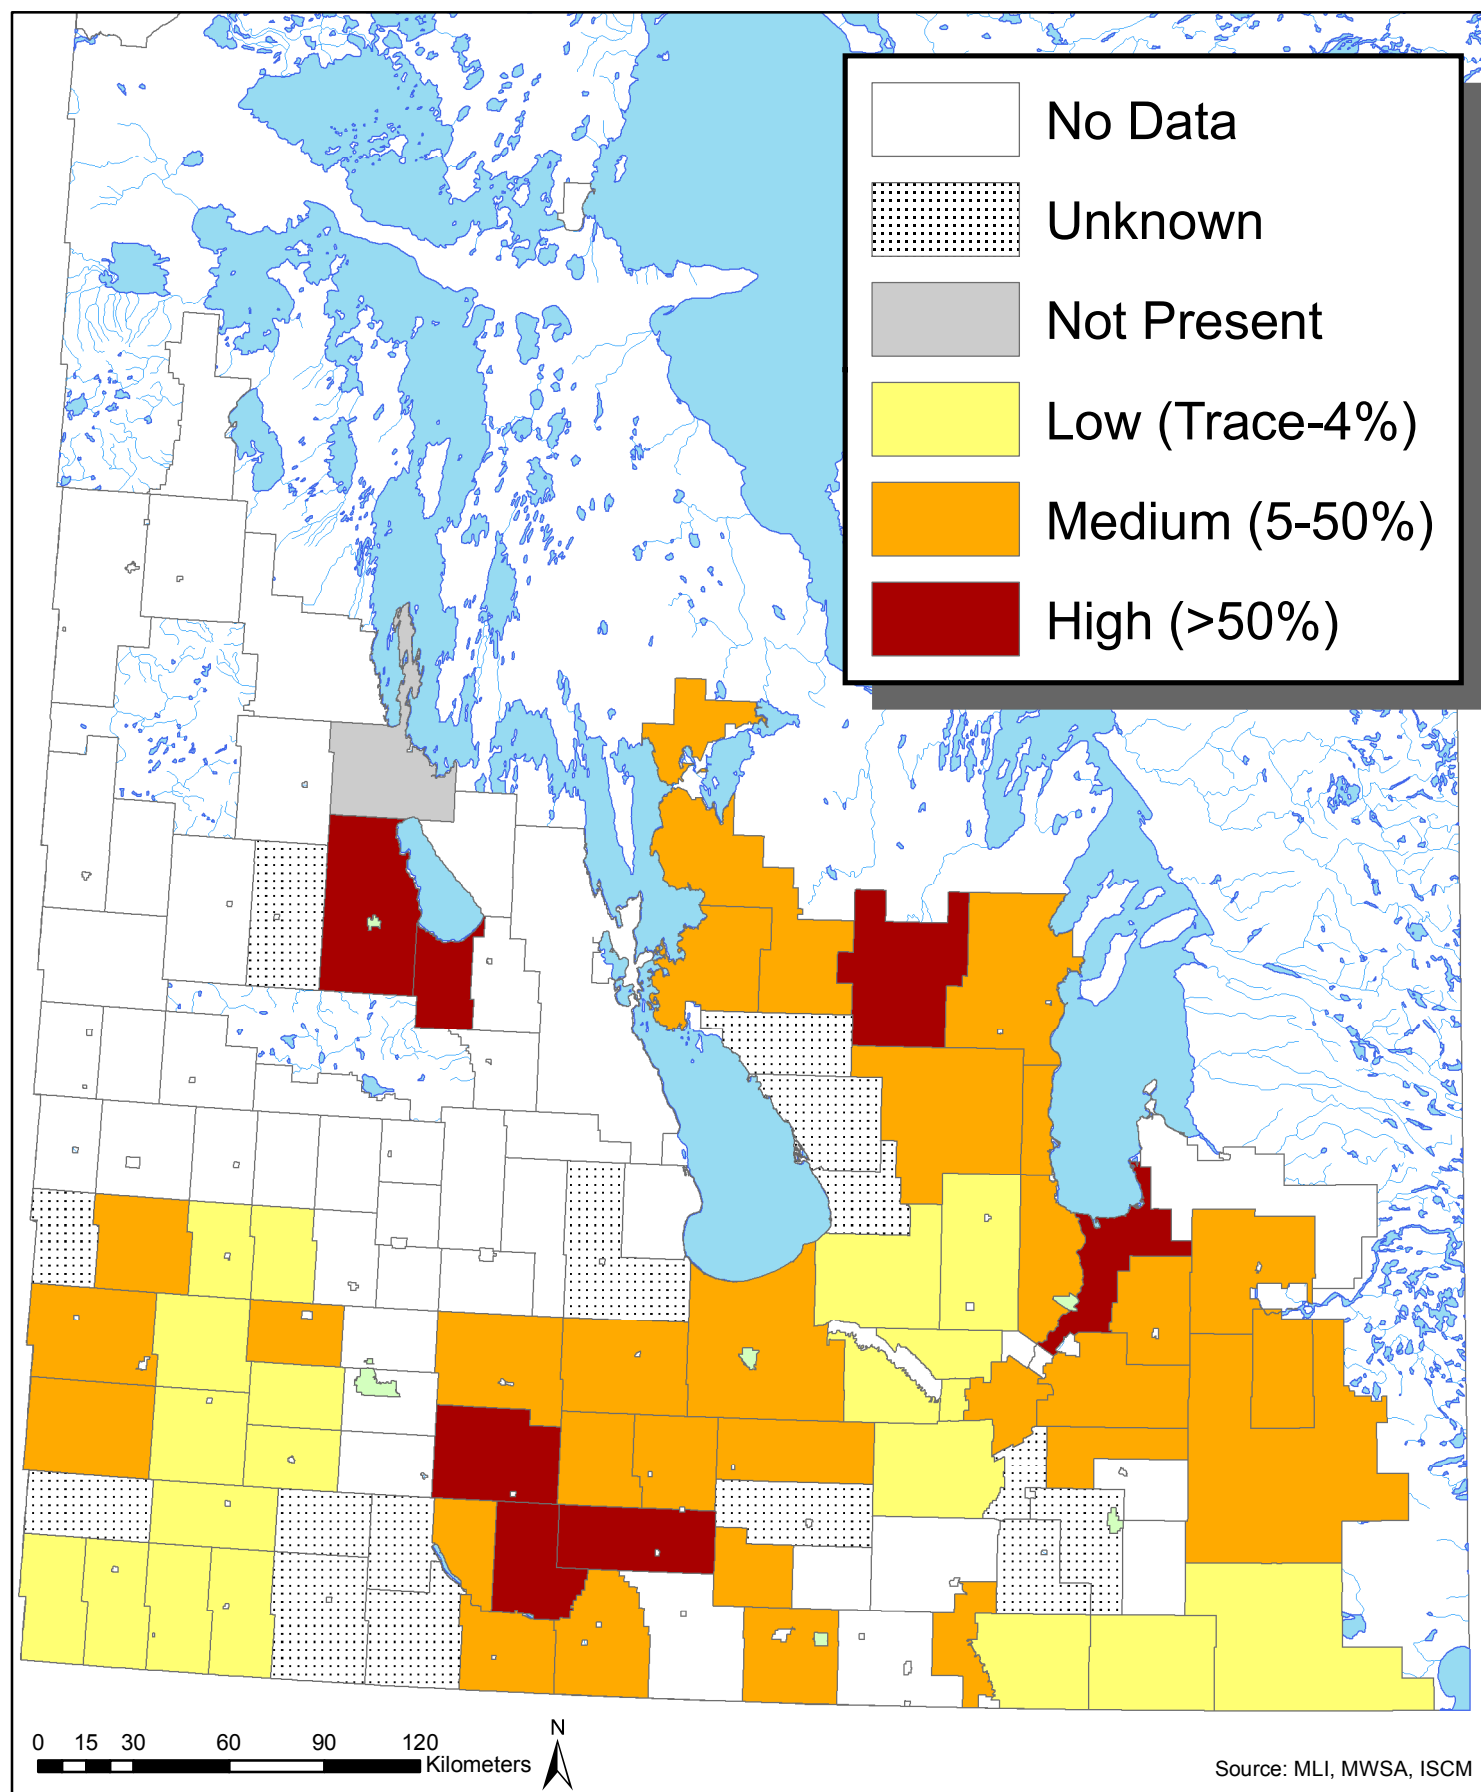 No Data
Unknown
Not Present
Low (Trace-4%)
Medium (5-50%)
High (>50%)
0 15 30 60 90 120
Kilometers
N
Source: MLI, MWSA, ISCM